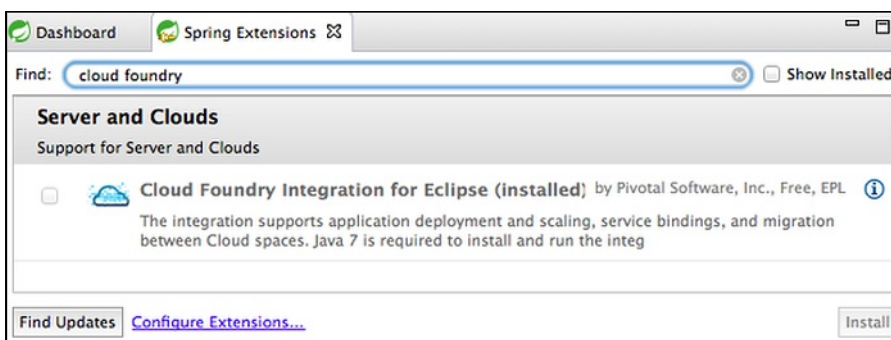 Dashboard Spring Extensions
Find: cloud foundry Show Installed
Server and Clouds
Support for Server and Clouds
Cloud Foundry Integration for Eclipse (installed) by Pivotal Software, Inc., Free, EPL
The integration supports application deployment and scaling, service bindings, and migration
between Cloud spaces. Java 7 is required to install and run the integ
Find Updates Configure Extensions... Install